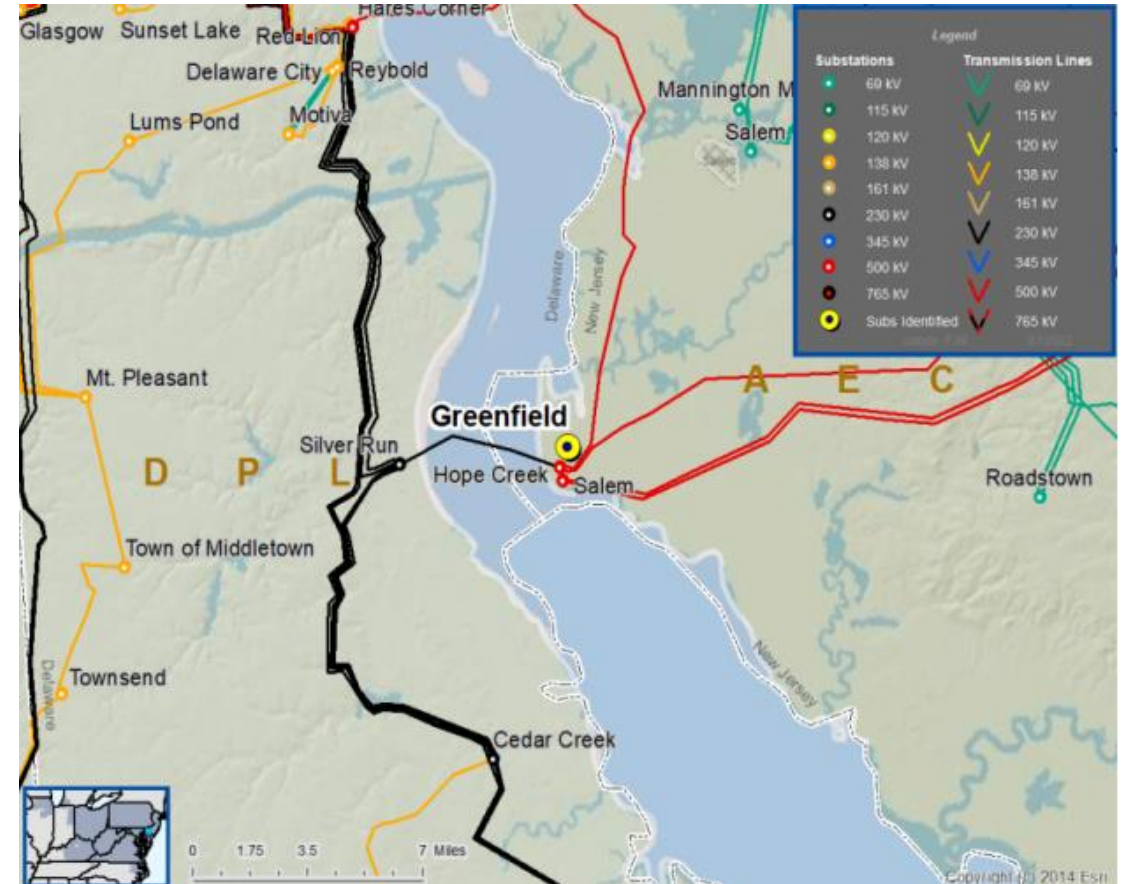 Hares Corner
Glasgow
Sunset Lake
Red Lion
Delaware City
Reybold
Motiva
Lums Pond
Mannington M
Salem
Legend
Substations
Transmission Lines
69 kV
69 kV
115 kV
115 kV
120 kV
120 kV
138 kV
138 kV
161 kV
161 kV
230 kV
230 kV
345 kV
345 kV
500 kV
500 kV
765 kV
Subs Identified
765 kV
Delaware
New Jersey
Mt. Pleasant
A E C
Greenfield
Silver Run
D P L
Hope Creek
Salem
Roadstown
Town of Middletown
Delaware
Townsend
New Jersey
Cedar Creek
0 1.75 3.5 7 Miles
Copyright (c) 2014 Esri